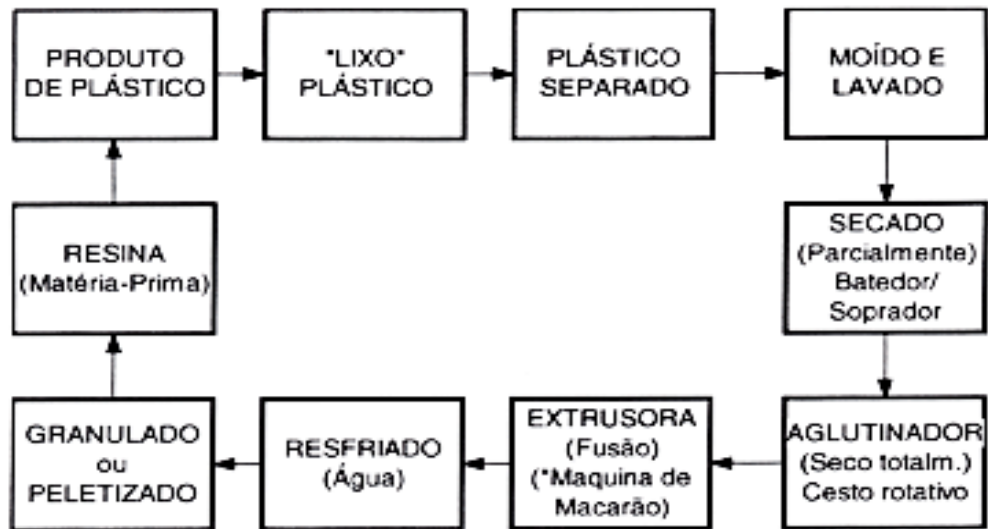 PRODUTO
DE PLÁSTICO
"LIXO"
PLÁSTICO
PLÁSTICO
SEPARADO
MOÍDO E
LAVADO
SECADO
(Parcialmente)
Batedor/
Soprador
AGLUTINADOR
(Seco totalm.)
Cesto rotativo
EXTRUSORA
(Fusão)
("Maquina de
Macarão)
RESFRIADO
(Água)
GRANULADO
ou
PELETIZADO
RESINA
(Matéria-Prima)